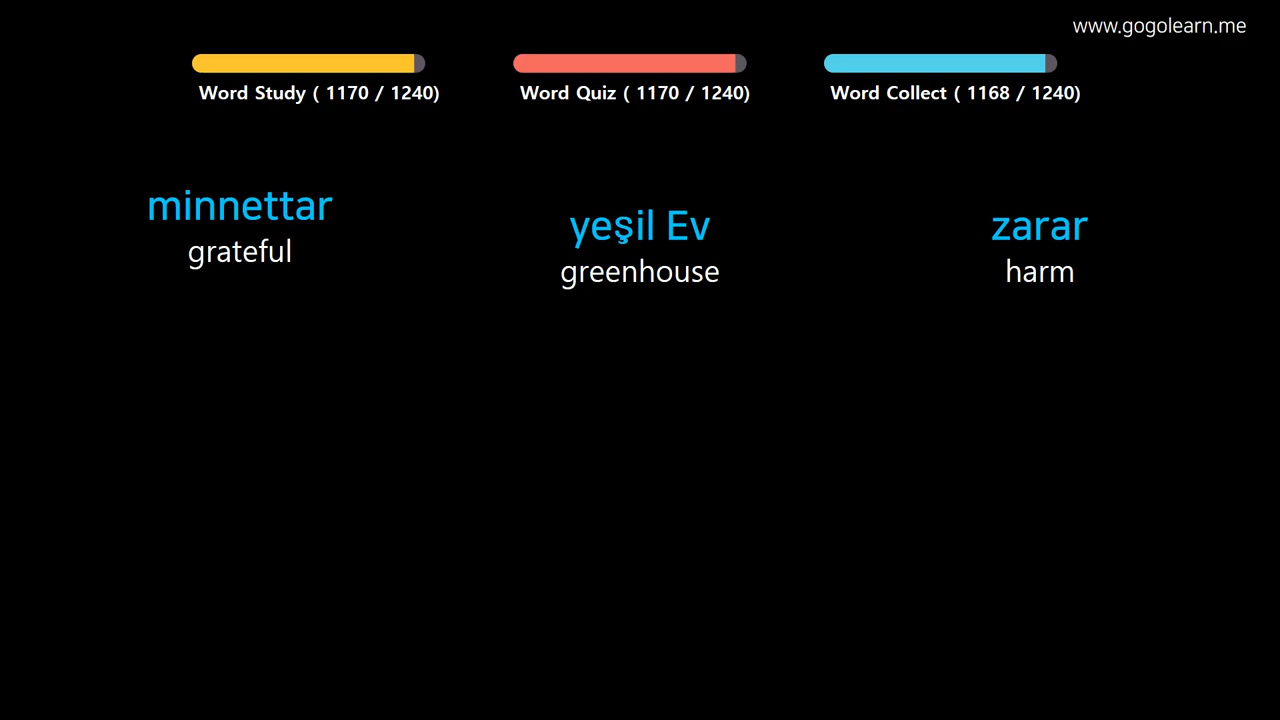 www.gogolearn.me
Word Study ( 1170 / 1240)
Word Quiz ( 1170 / 1240)
Word Collect ( 1168 / 1240)
minnettar
grateful
yeşil Ev
greenhouse
zarar
harm